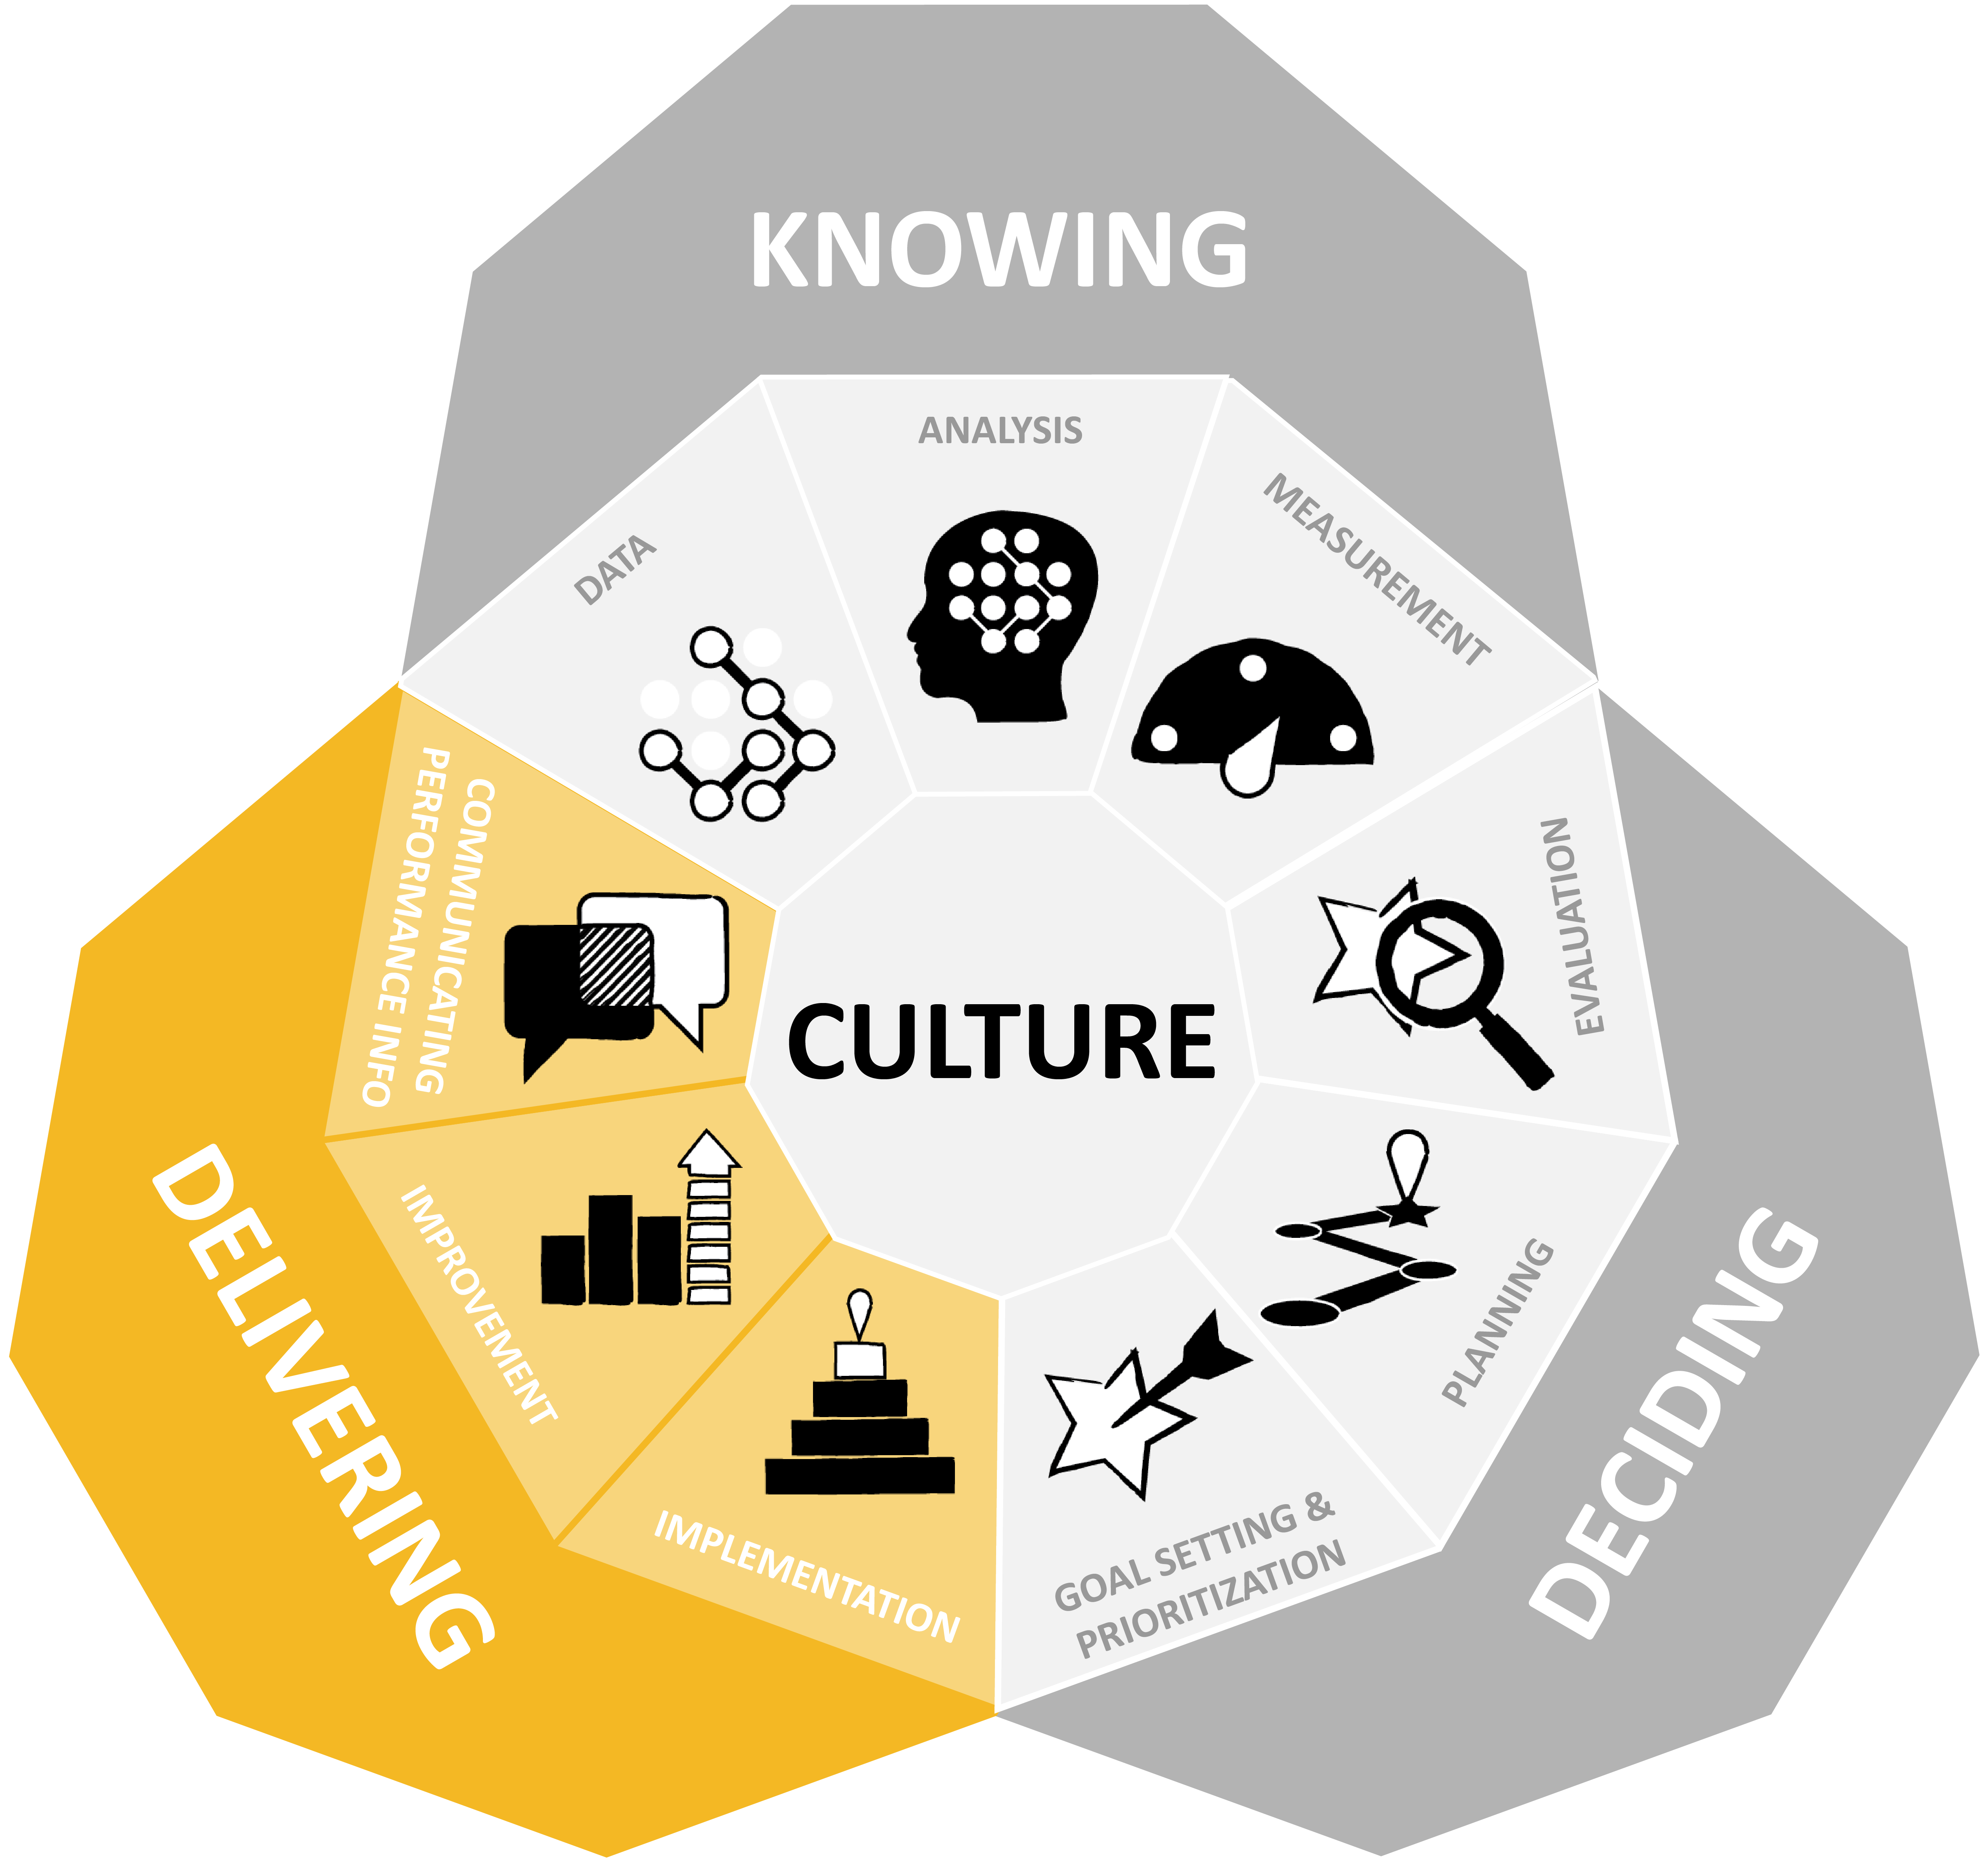 KNOWING
ANALYSIS
MEASUREMENT
DATA
EVALUATION
COMMUNICATING
PERFORMANCE INFO
CULTURE
PLANNING
IMPROVEMENT
DELIVERING
DECIDING
GOAL SETTING &
PRIORITIZATION
IMPLEMENTATION